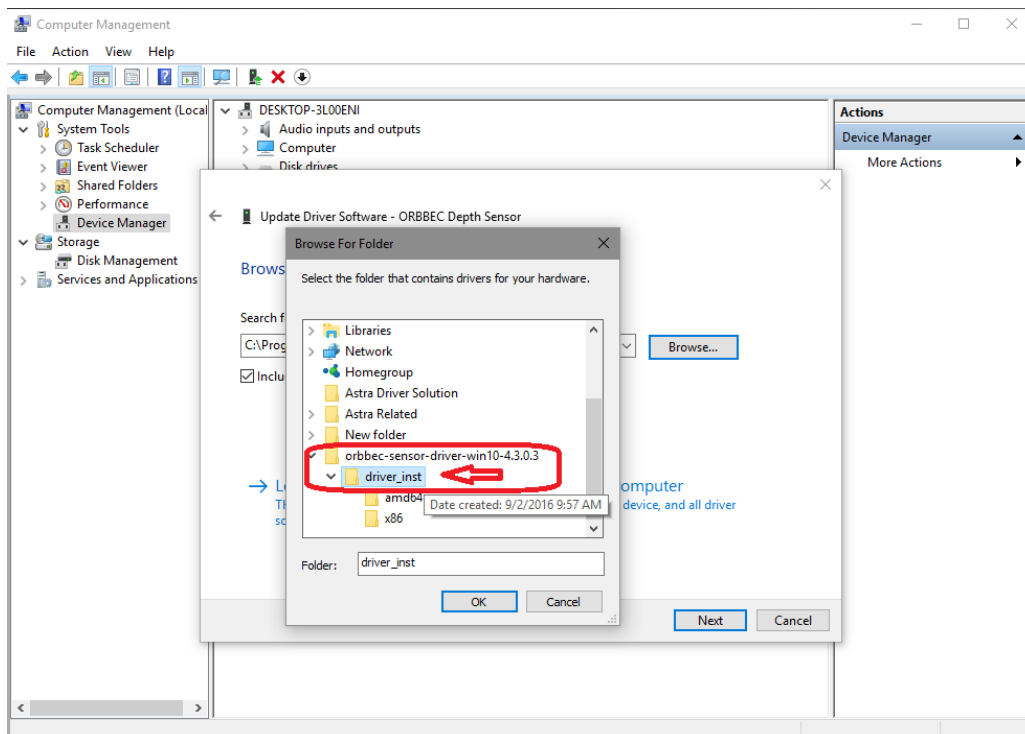 Computer Management
File Action View Help
Computer Management (Local
System Tools
Task Scheduler
Event Viewer
Shared Folders
Performance
Device Manager
Storage
Disk Management
Services and Applications
DESKTOP-3L00ENI
Audio inputs and outputs
Computer
Disk drives
Actions
Device Manager
More Actions
Update Driver Software - ORBBEC Depth Sensor
Brows
Search f
C:\Prog
Browse...
Inclu
omputer
device, and all driver
Next
Cancel
Browse For Folder
Select the folder that contains drivers for your hardware.
Libraries
Network
Homegroup
Astra Driver Solution
Astra Related
New folder
orbbec-sensor-driver-win10-4.3.0.3
driver_inst
amd64
Date created: 9/2/2016 9:57 AM
x86
Folder:
driver_inst
OK
Cancel